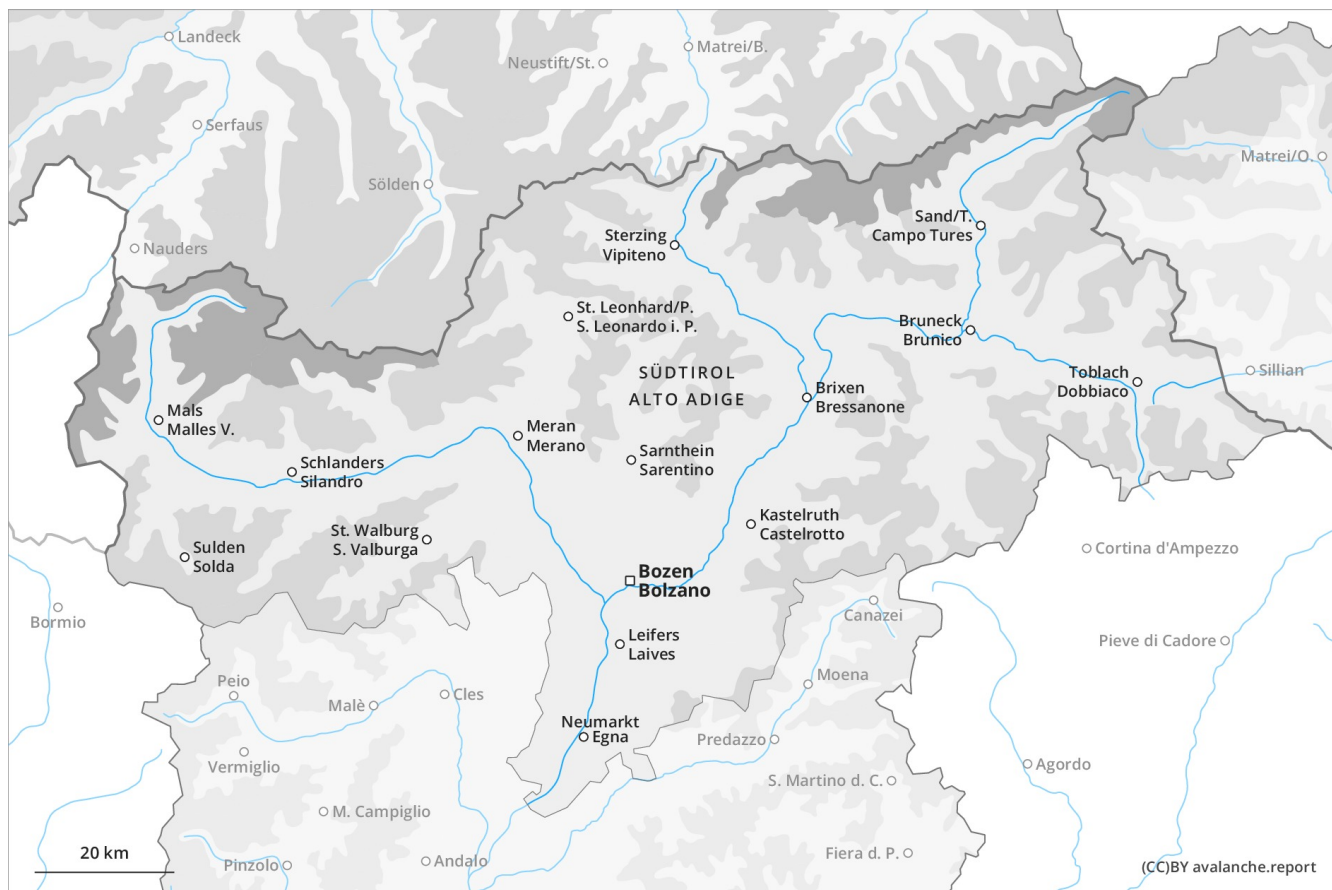 Landeck
Matrei/B.
Neustift/St.
Serfaus
Matrei/O.
Sölden
Sand/T.
Campo Tures
Nauders
Sterzing
Vipiteno
St. Leonhard/P.
S. Leonardo i. P.
Bruneck
Brunico
SÜDTIROL
ALTO ADIGE
Toblach
Dobbiaco
Sillian
Brixen
Bressanone
Mals
Malles V.
Meran
Merano
Sarnthein
Sarentino
Schlanders
Silandro
Kastelruth
Castelrotto
St. Walburg
S. Valburga
Sulden
Solda
Cortina d'Ampezzo
Bozen
Bolzano
Bormio
Canazei
Leifers
Laives
Pieve di Cadore
Peio
Malè
Cles
Moena
Neumarkt
Egna
Predazzo
Vermiglio
Agordo
S. Martino d. C.
M. Campiglio
20 km
Pinzolo
Andalo
Fiera d. P.
(CC)BY avalanche.report